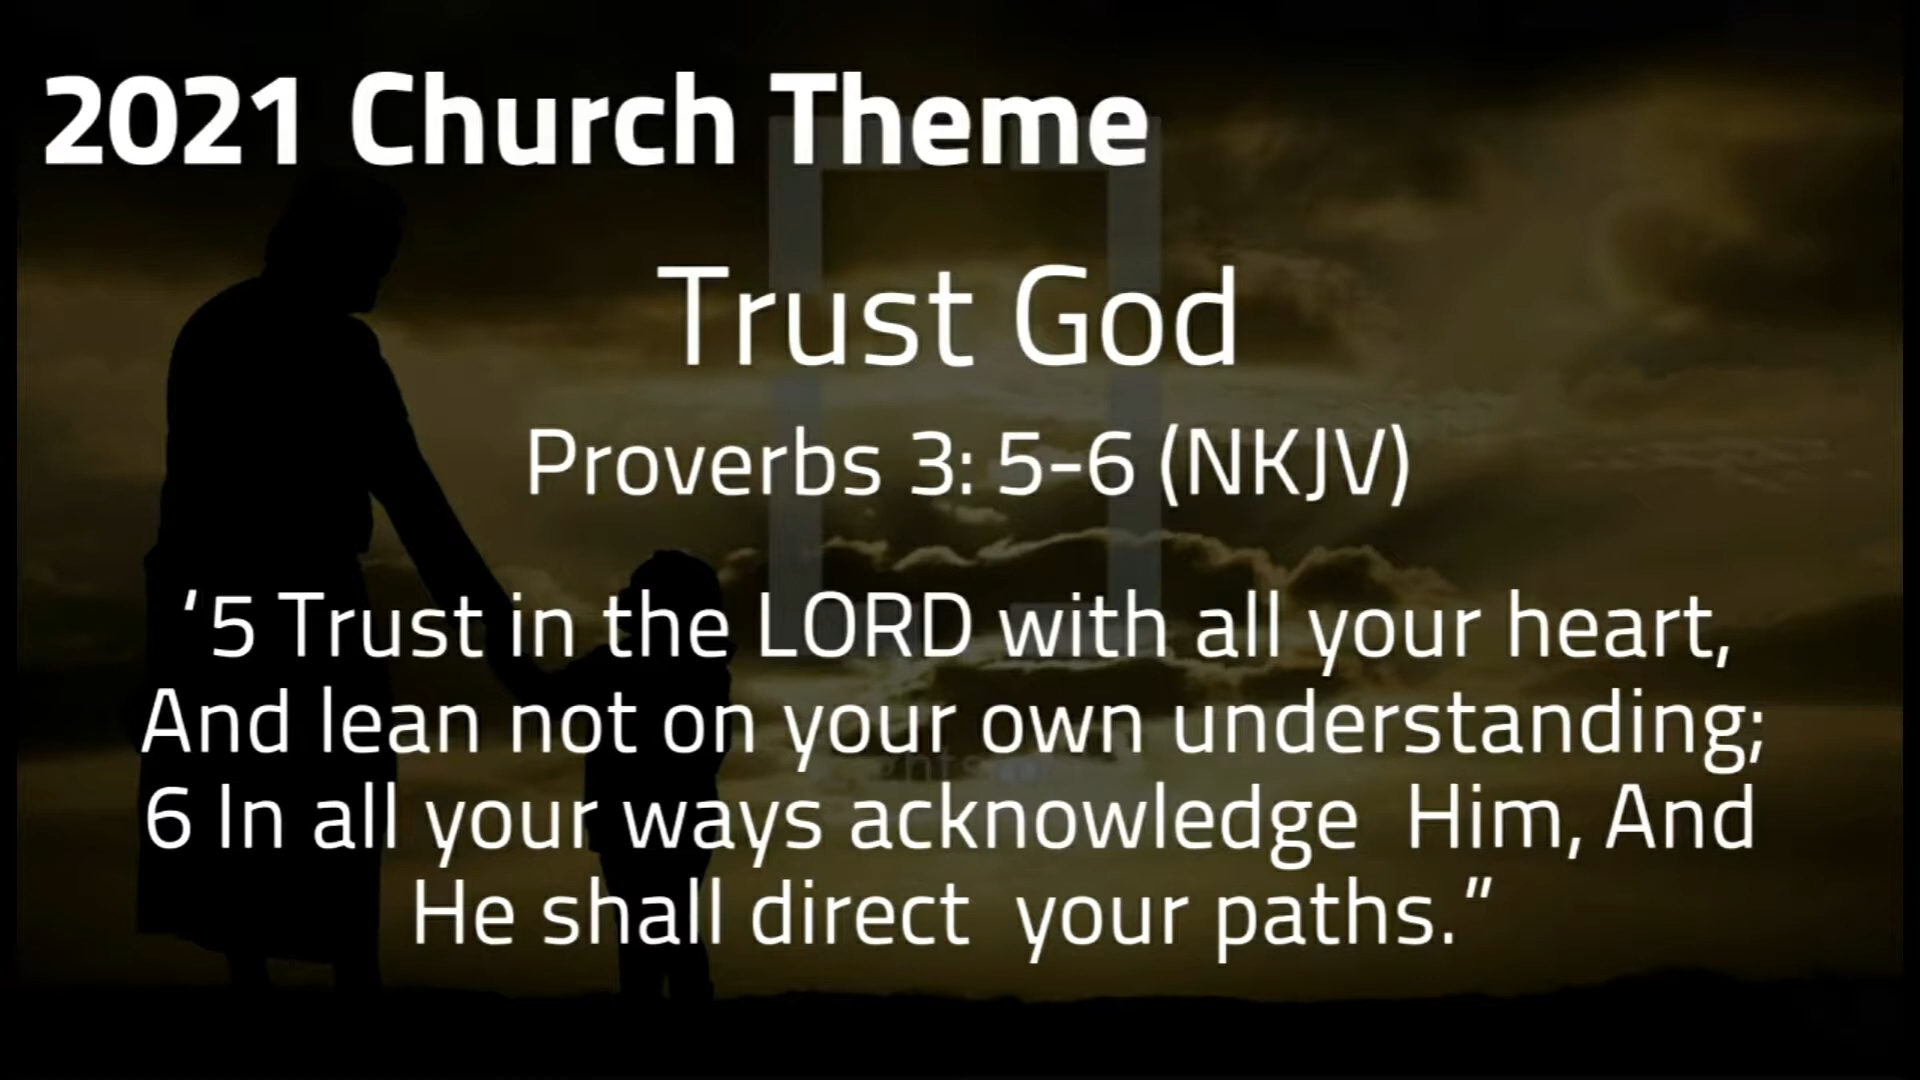 2021 Church Theme
Trust God
Proverbs 3: 5-6 (NKJV)
‘5 Trust in the LORD with all your heart,
And lean not on your own understanding;
6 In all your ways acknowledge  Him, And
He shall direct  your paths.”